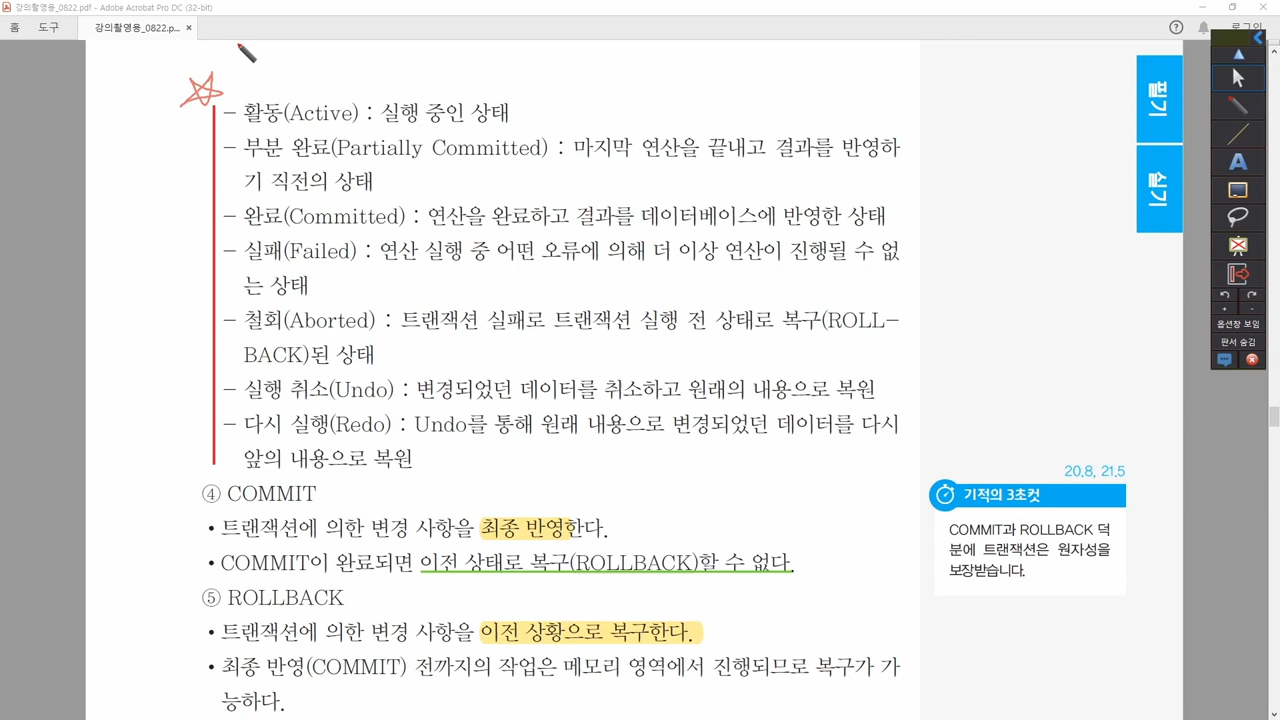 강의촬영용_0822.pdf - Adobe Acrobat Pro DC (32-bit)
홈 도구 강의촬영용_0822.p... ×
로그인
– 활동(Active) : 실행 중인 상태
– 부분 완료(Partially Committed) : 마지막 연산을 끝내고 결과를 반영하
기 직전의 상태
– 완료(Committed) : 연산을 완료하고 결과를 데이터베이스에 반영한 상태
– 실패(Failed) : 연산 실행 중 어떤 오류에 의해 더 이상 연산이 진행될 수 없
는 상태
– 철회(Aborted) : 트랜잭션 실패로 트랜잭션 실행 전 상태로 복구(ROLL–
BACK)된 상태
– 실행 취소(Undo) : 변경되었던 데이터를 취소하고 원래의 내용으로 복원
– 다시 실행(Redo) : Undo를 통해 원래 내용으로 변경되었던 데이터를 다시
앞의 내용으로 복원
④ COMMIT
• 트랜잭션에 의한 변경 사항을 최종 반영한다.
• COMMIT이 완료되면 이전 상태로 복구(ROLLBACK)할 수 없다.
⑤ ROLLBACK
• 트랜잭션에 의한 변경 사항을 이전 상황으로 복구한다.
• 최종 반영(COMMIT) 전까지의 작업은 메모리 영역에서 진행되므로 복구가 가
능하다.
20.8, 21.5
기적의 3초컷
COMMIT과 ROLLBACK 덕
분에 트랜잭션은 원자성을
보장받습니다.
필기
실기
A
+ -
옵션창 보임
판서 숨김